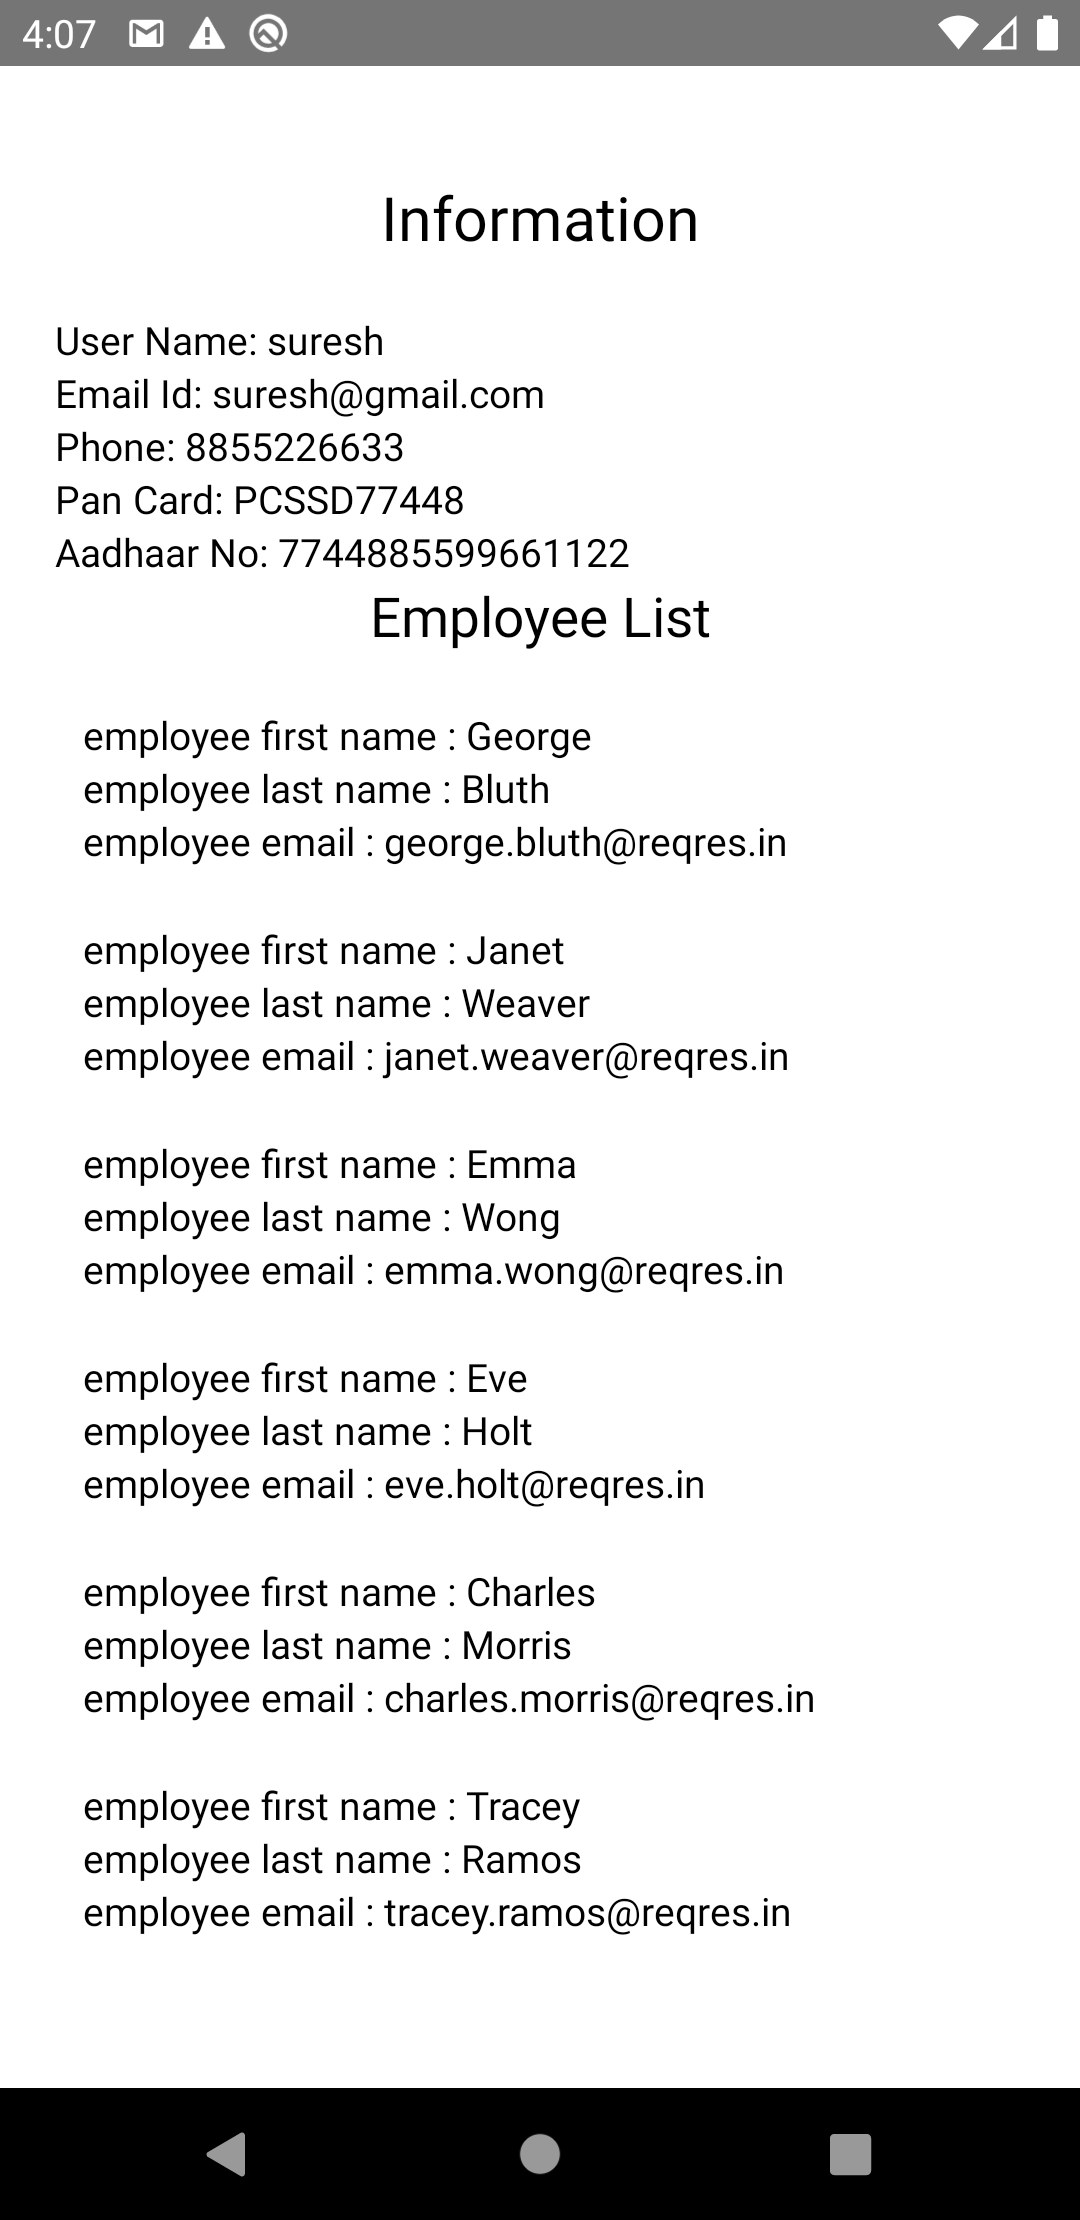 4:07
Information
User Name: suresh
Email Id: suresh@gmail.com
Phone: 8855226633
Pan Card: PCSSD77448
Aadhaar No: 7744885599661122
Employee List
employee first name : George
employee last name : Bluth
employee email : george.bluth@reqres.in
employee first name : Janet
employee last name : Weaver
employee email : janet.weaver@reqres.in
employee first name : Emma
employee last name : Wong
employee email : emma.wong@reqres.in
employee first name : Eve
employee last name : Holt
employee email : eve.holt@reqres.in
employee first name : Charles
employee last name : Morris
employee email : charles.morris@reqres.in
employee first name : Tracey
employee last name : Ramos
employee email : tracey.ramos@reqres.in